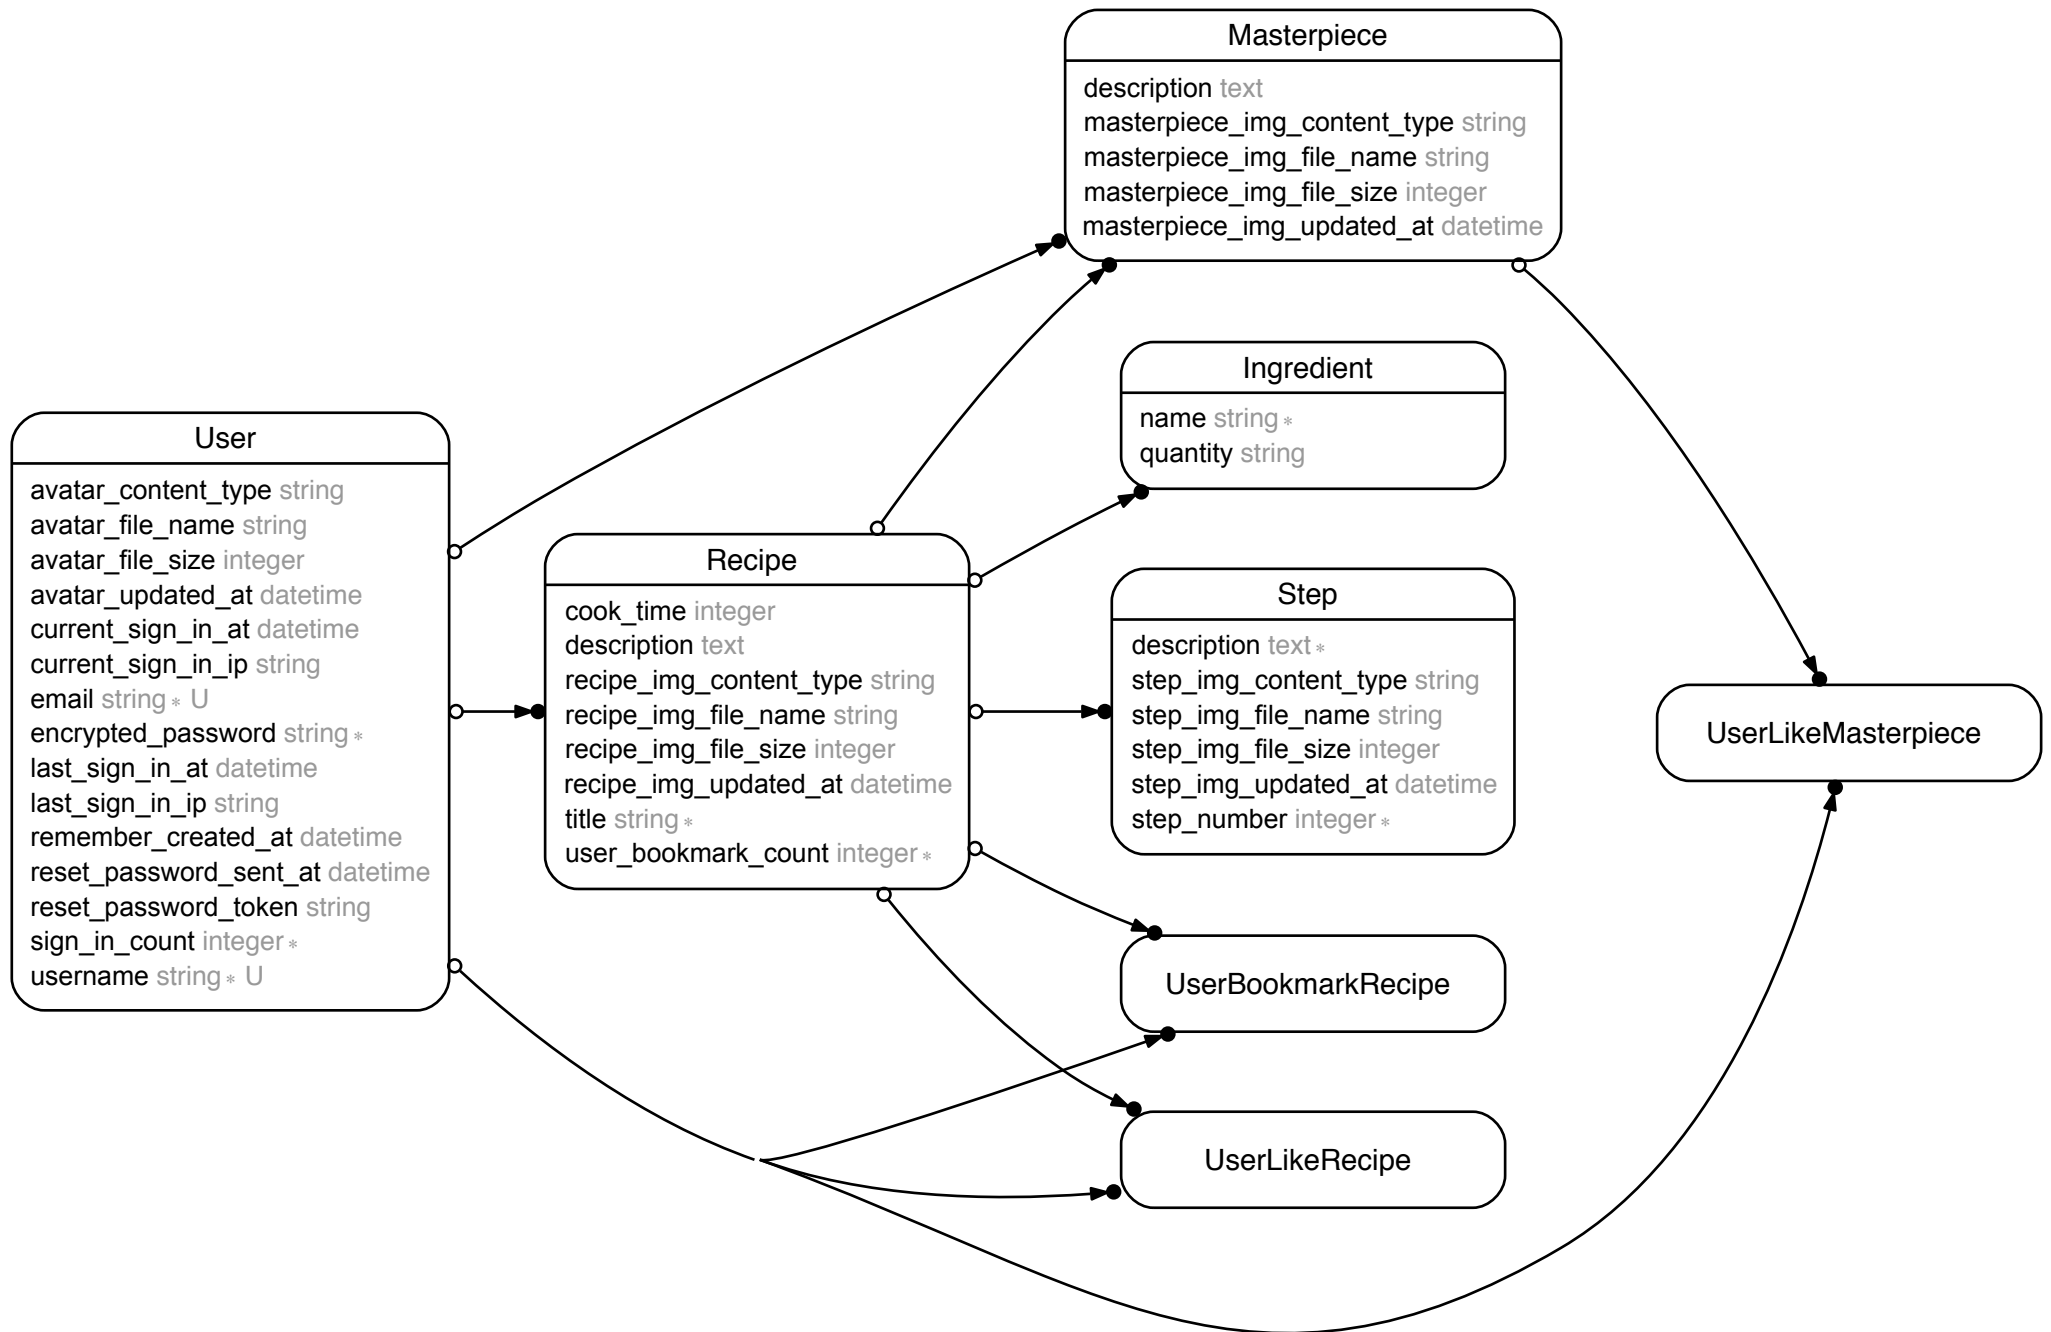 Masterpiece
description text
masterpiece_img_content_type string
masterpiece_img_file_name string
masterpiece_img_file_size integer
masterpiece_img_updated_at datetime
Ingredient
name string *
quantity string
User
avatar_content_type string
avatar_file_name string
avatar_file_size integer
avatar_updated_at datetime
current_sign_in_at datetime
current_sign_in_ip string
email string * U
encrypted_password string *
last_sign_in_at datetime
last_sign_in_ip string
remember_created_at datetime
reset_password_sent_at datetime
reset_password_token string
sign_in_count integer *
username string * U
Recipe
cook_time integer
description text
recipe_img_content_type string
recipe_img_file_name string
recipe_img_file_size integer
recipe_img_updated_at datetime
title string *
user_bookmark_count integer *
Step
description text *
step_img_content_type string
step_img_file_name string
step_img_file_size integer
step_img_updated_at datetime
step_number integer *
UserLikeMasterpiece
UserBookmarkRecipe
UserLikeRecipe